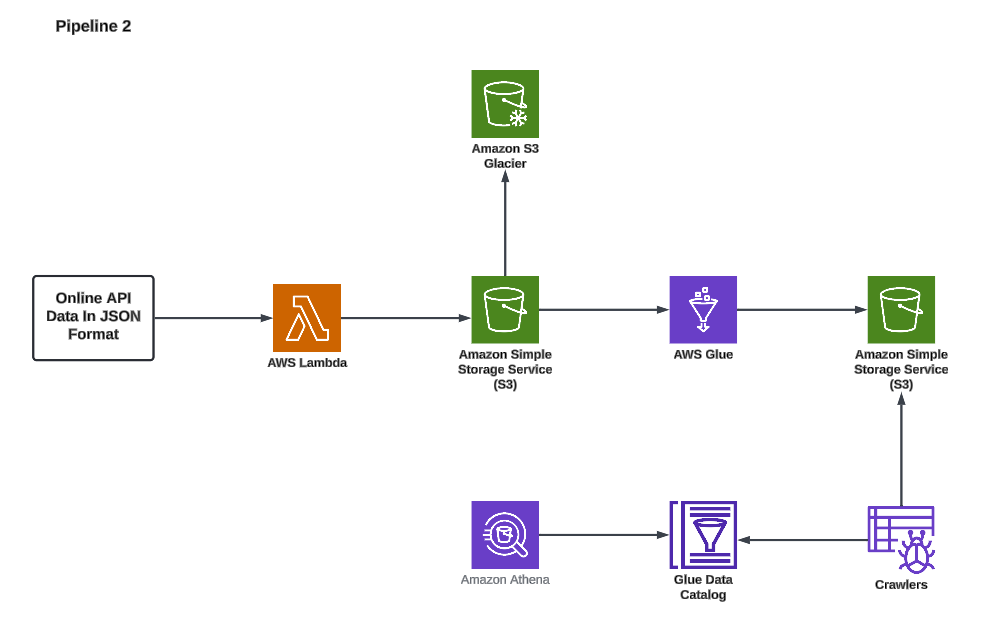 Pipeline 2
Amazon S3
Glacier
Online API
Data In JSON
Format
AWS Lambda
Amazon Simple
Storage Service
(S3)
AWS Glue
Amazon Simple
Storage Service
(S3)
Amazon Athena
Glue Data
Catalog
Crawlers